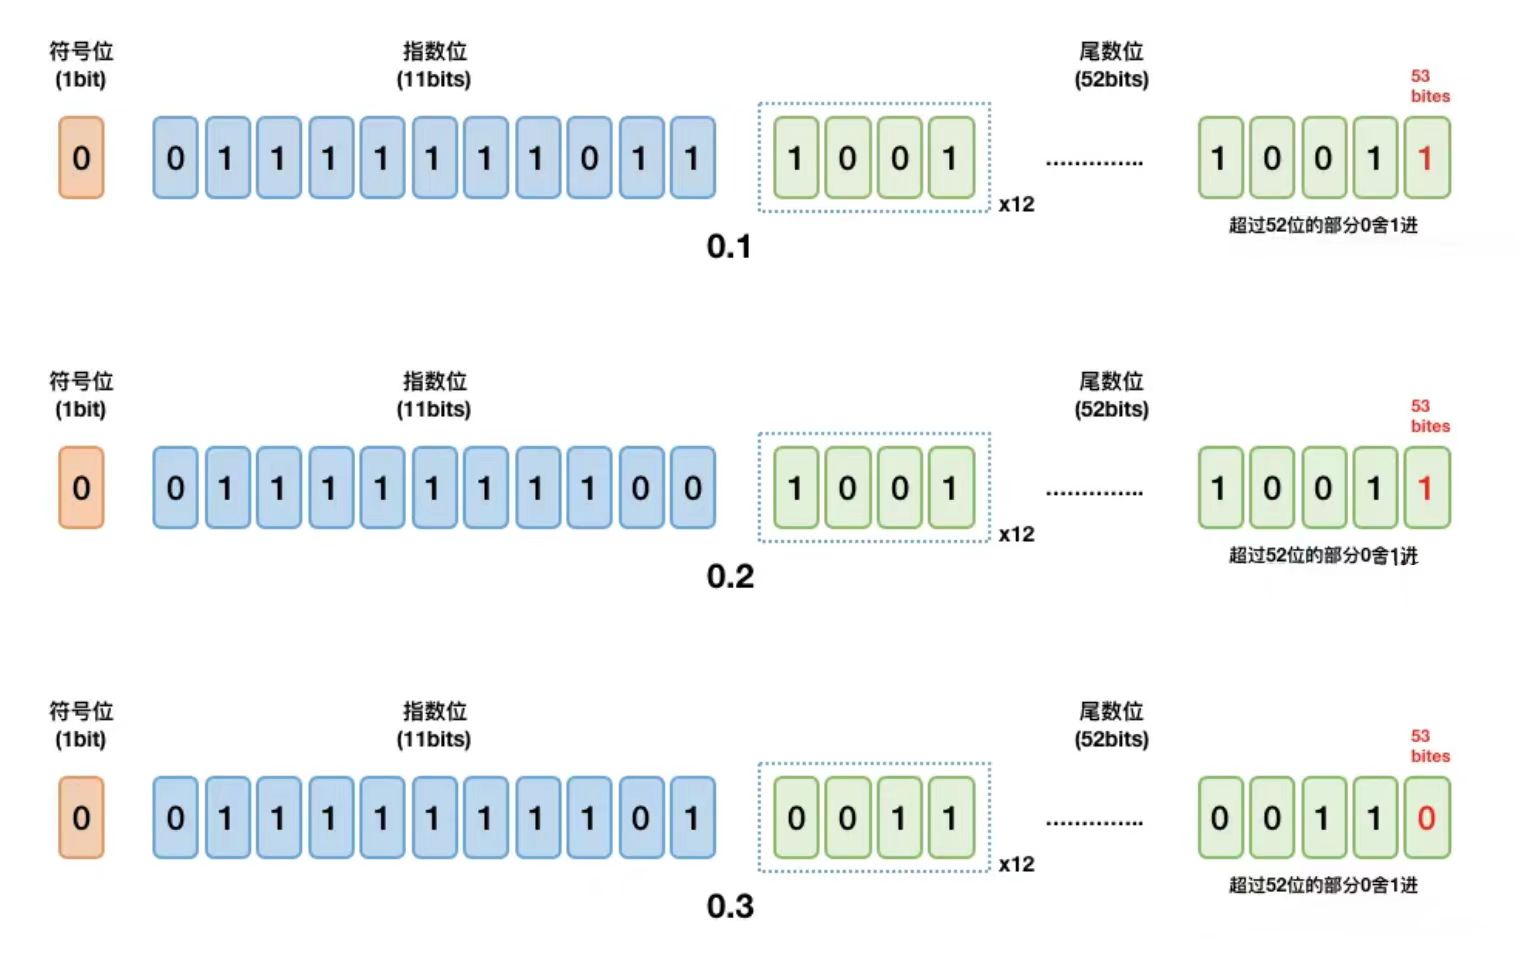 符号位
(1bit)
指数位
(11bits)
尾数位
(52bits)
53
bites
0 0 1 1 1 1 1 1 1 0 1 1 1 0 0 1 ·············· 1 0 0 1 1
x12
超过52位的部分0舍1进
0.1
符号位
(1bit)
指数位
(11bits)
尾数位
(52bits)
53
bites
0 0 1 1 1 1 1 1 1 1 0 0 1 0 0 1 ·············· 1 0 0 1 1
x12
超过52位的部分0舍1进
0.2
符号位
(1bit)
指数位
(11bits)
尾数位
(52bits)
53
bites
0 0 1 1 1 1 1 1 1 1 0 1 0 0 1 1 ·············· 0 0 1 1 0
x12
超过52位的部分0舍1进
0.3